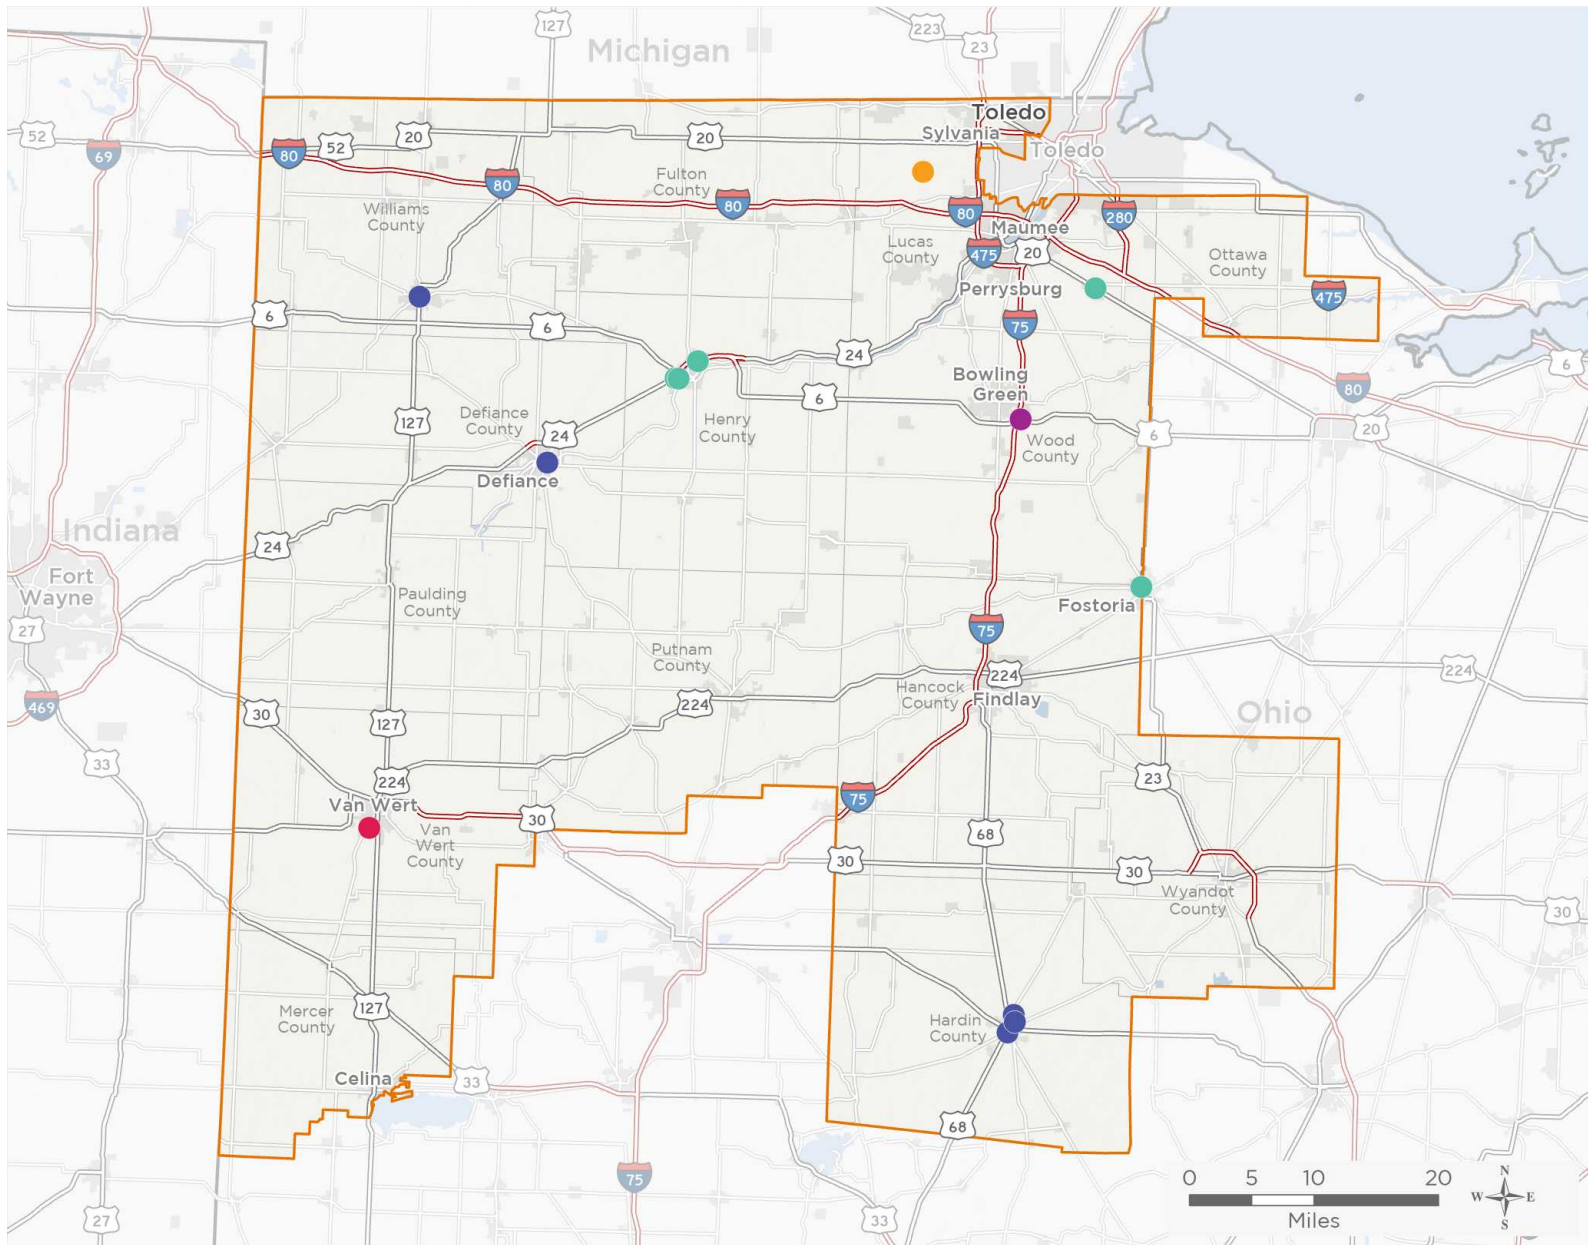 127
223
23
Michigan
Toledo
52
20
20
Sylvania
69
80
52
Toledo
80
Fulton
County
80
Williams
County
80
280
Maumee
Lucas
County
475
20
Ottawa
County
Perrysburg
475
6
6
75
24
6
Bowling
Green
80
127
Defiance
County
24
Henry
County
6
Wood
County
6
20
Defiance
Indiana
24
Fort
Wayne
Paulding
County
Fostoria
27
75
Putnam
County
224
224
Hancock
County
Findlay
469
30
224
127
Ohio
33
224
23
75
Van Wert
30
Van
Wert
County
68
30
30
Wyandot
County
30
127
Mercer
County
Hardin
County
Celina
33
68
75
0 5 10 20
Miles
N
W E
S
27
33